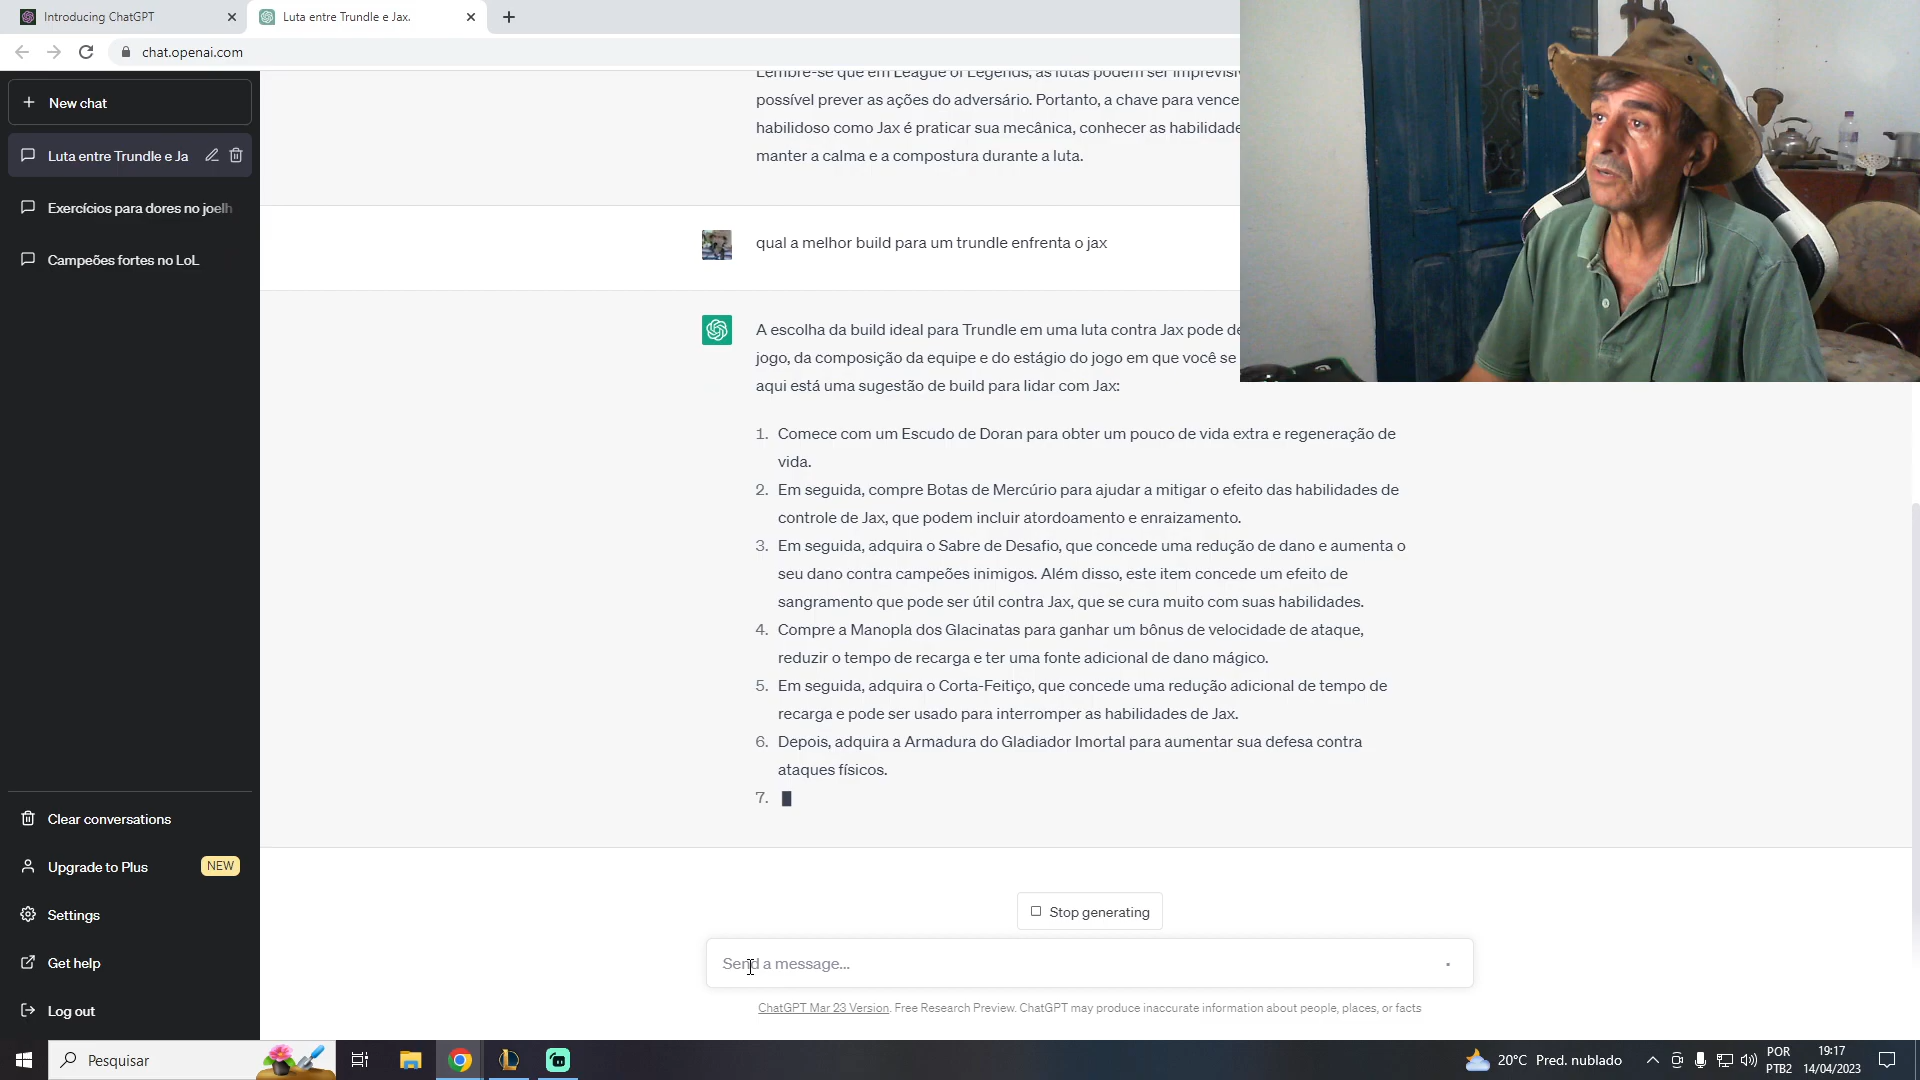 Introducing ChatGPT
Luta entre Trundle e Jax.
chat.openai.com
New chat
Luta entre Trundle e Ja
Exercícios para dores no joelh
Campeões fortes no LoL
Clear conversations
Upgrade to Plus
NEW
Settings
Get help
Log out
Lembre-se que em League of Legends, as lutas podem ser
possível prever as ações do adversário. Portanto, a chave para vence
habilidoso como Jax é praticar sua mecânica, conhecer as habilidade
manter a calma e a compostura durante a luta.
qual a melhor build para um trundle enfrenta o jax
A escolha da build ideal para Trundle em uma luta contra Jax pode de
jogo, da composição da equipe e do estágio do jogo em que você se
aqui está uma sugestão de build para lidar com Jax:
1. Comece com um Escudo de Doran para obter um pouco de vida extra e regeneração de
vida.
2. Em seguida, compre Botas de Mercúrio para ajudar a mitigar o efeito das habilidades de
controle de Jax, que podem incluir atordoamento e enraizamento.
3. Em seguida, adquira o Sabre de Desafio, que concede uma redução de dano e aumenta o
seu dano contra campeões inimigos. Além disso, este item concede um efeito de
sangramento que pode ser útil contra Jax, que se cura muito com suas habilidades.
4. Compre a Manopla dos Glacinatas para ganhar um bônus de velocidade de ataque,
reduzir o tempo de recarga e ter uma fonte adicional de dano mágico.
5. Em seguida, adquira o Corta-Feitiço, que concede uma redução adicional de tempo de
recarga e pode ser usado para interromper as habilidades de Jax.
6. Depois, adquira a Armadura do Gladiador Imortal para aumentar sua defesa contra
ataques físicos.
7.
Stop generating
Send a message...
ChatGPT Mar 23 Version. Free Research Preview. ChatGPT may produce inaccurate information about people, places, or facts
Pesquisar
20°C Pred. nublado
POR
PTB2
19:17
14/04/2023